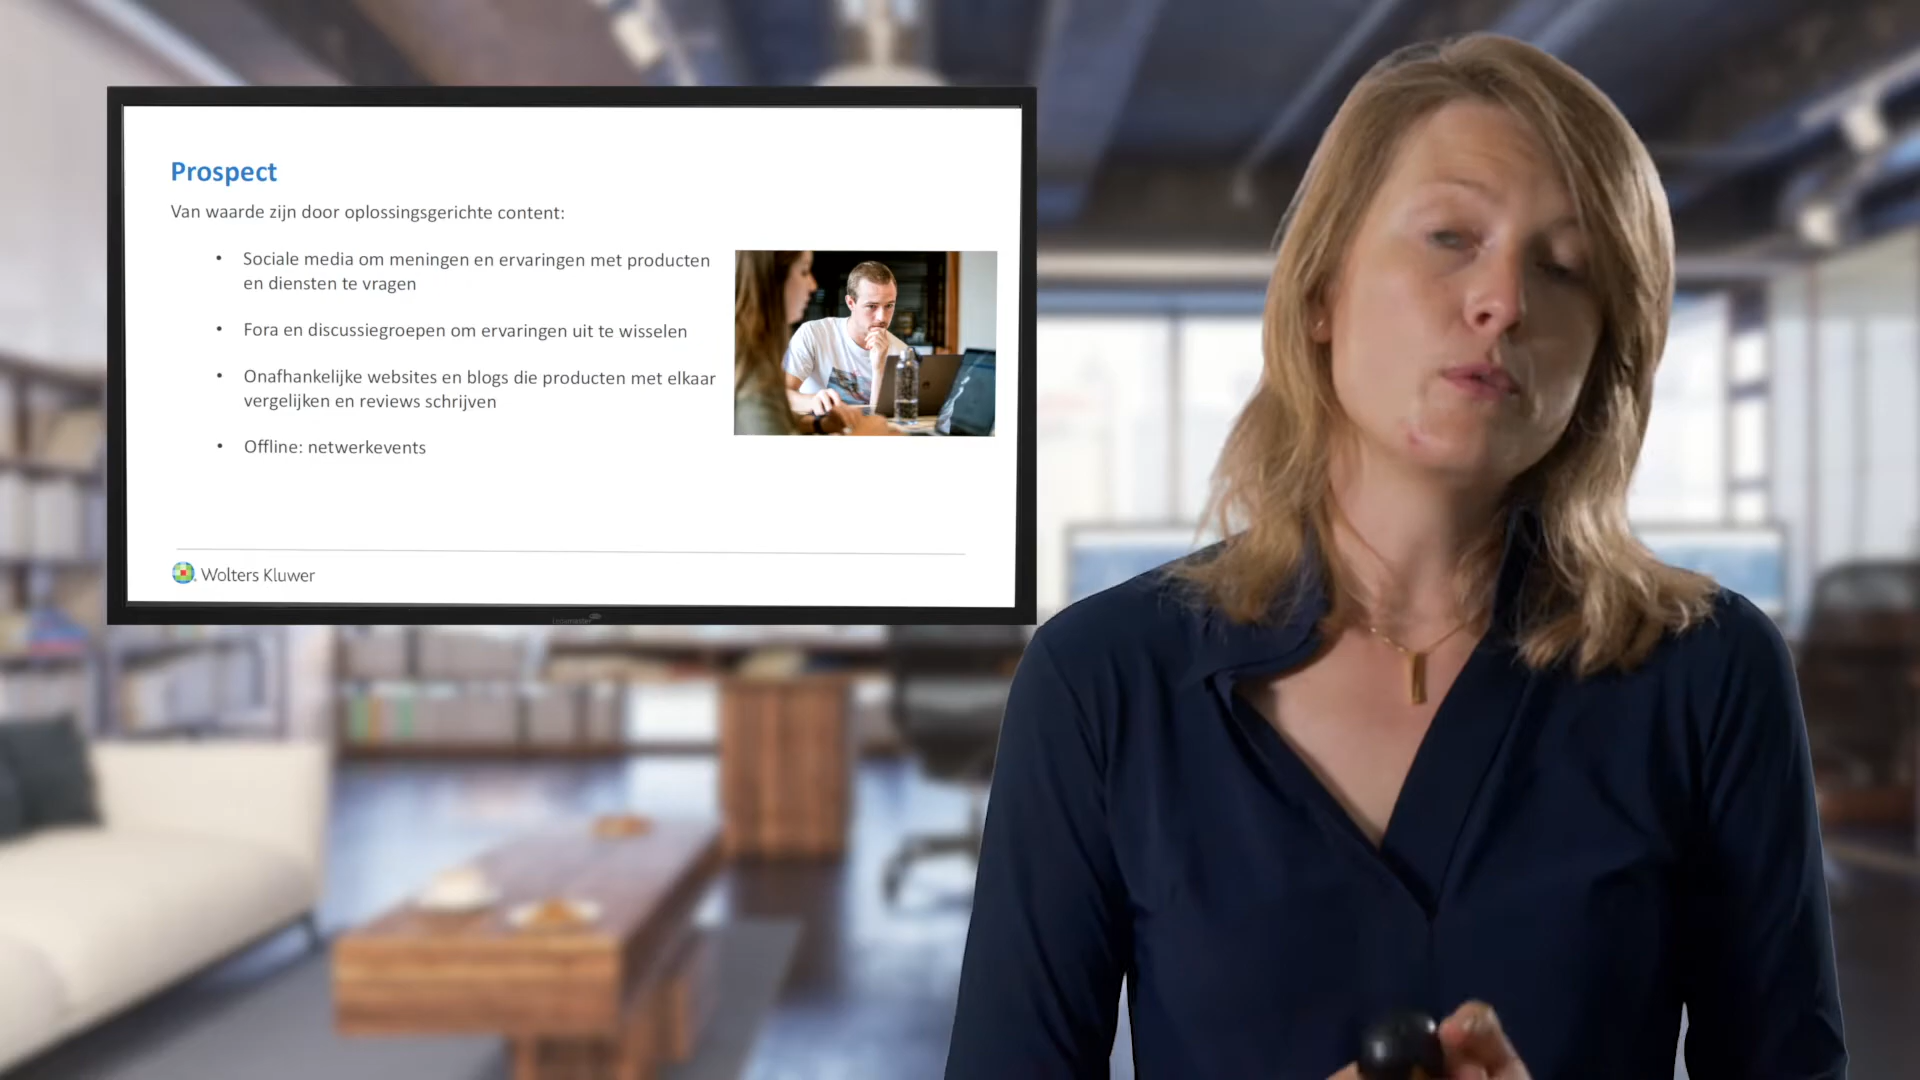 Prospect
Van waarde zijn door oplossingsgerichte content:
• Sociale media om meningen en ervaringen met producten
en diensten te vragen
• Fora en discussiegroepen om ervaringen uit te wisselen
• Onafhankelijke websites en blogs die producten met elkaar
vergelijken en reviews schrijven
• Offline: netwerkevents
Wolters Kluwer